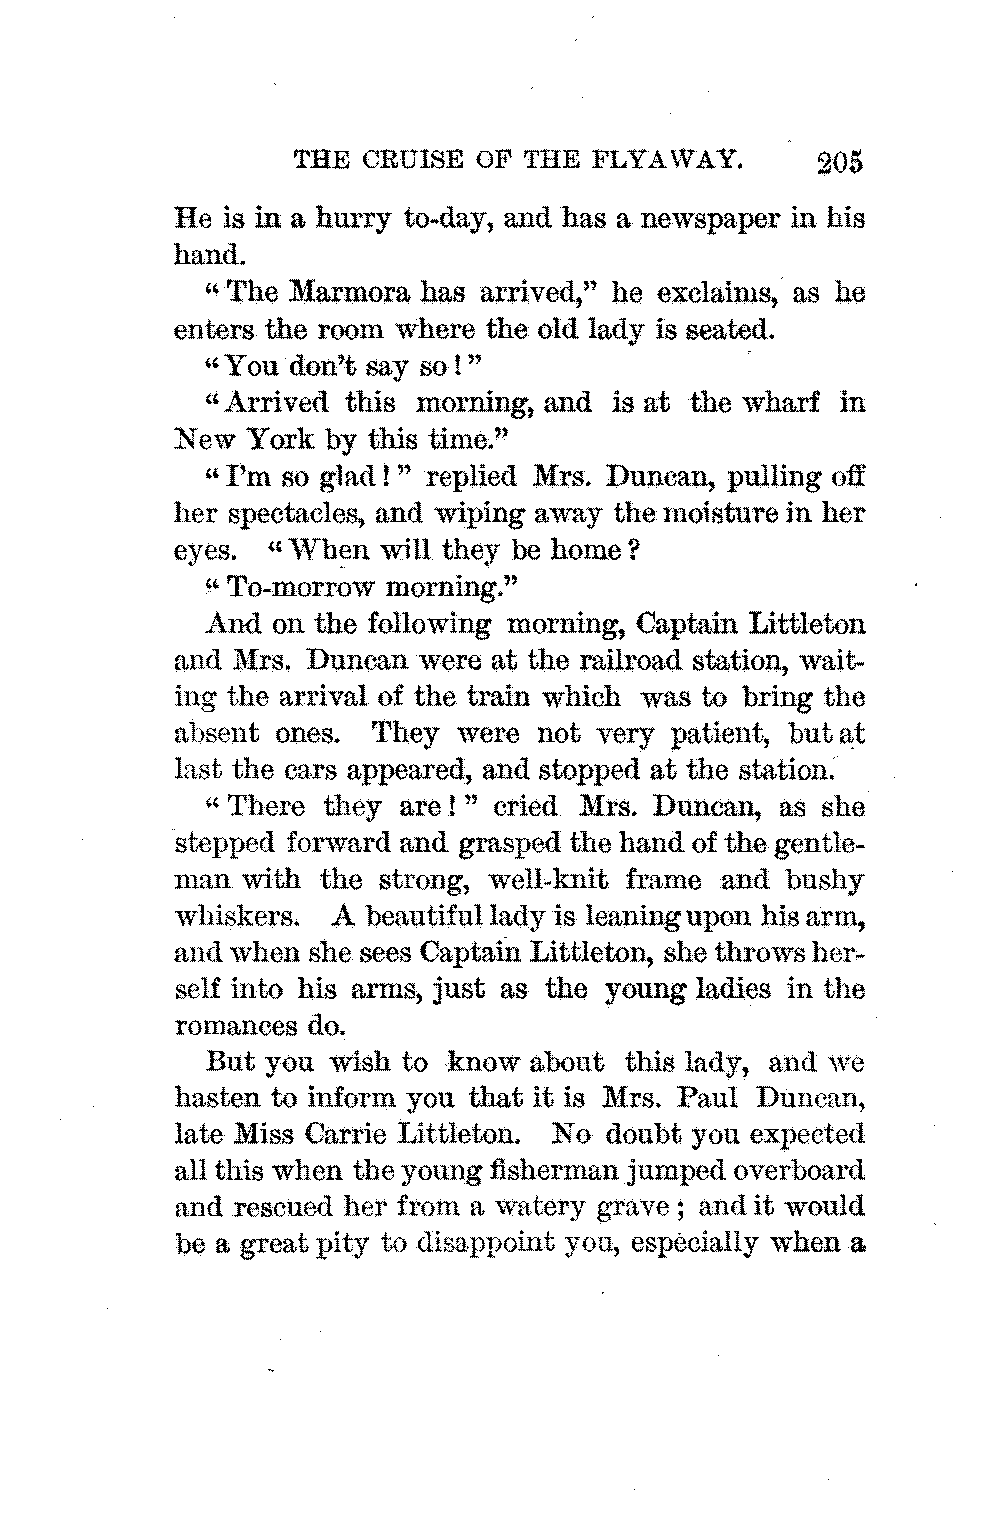 THE CRUISE OF THE FLYAWAY. 205
He is in a hurry to-day, and has a newspaper in his
hand.
“The Marmora has arrived,” he exclaims, as he
enters the room where the old lady is seated.
“You don't say so!”
“Arrived this morning, and is at the wharf in
New York by this time.”
“I'm so glad!” replied Mrs. Duncan, pulling off
her spectacles, and wiping away the moisture in her
eyes. “When will they be home?
“To-morrow morning.”
And on the following morning, Captain Littleton
and Mrs. Duncan were at the railroad station, wait-
ing the arrival of the train which was to bring the
absent ones. They were not very patient, but at
last the cars appeared, and stopped at the station.
“There they are!” cried Mrs. Duncan, as she
stepped forward and grasped the hand of the gentle-
man with the strong, well-knit frame and bushy
whiskers. A beautiful lady is leaning upon his arm,
and when she sees Captain Littleton, she throws her-
self into his arms, just as the young ladies in the
romances do.
But you wish to know about this lady, and we
hasten to inform you that it is Mrs. Paul Duncan,
late Miss Carrie Littleton. No doubt you expected
all this when the young fisherman jumped overboard
and rescued her from a watery grave; and it would
be a great pity to disappoint you, especially when a